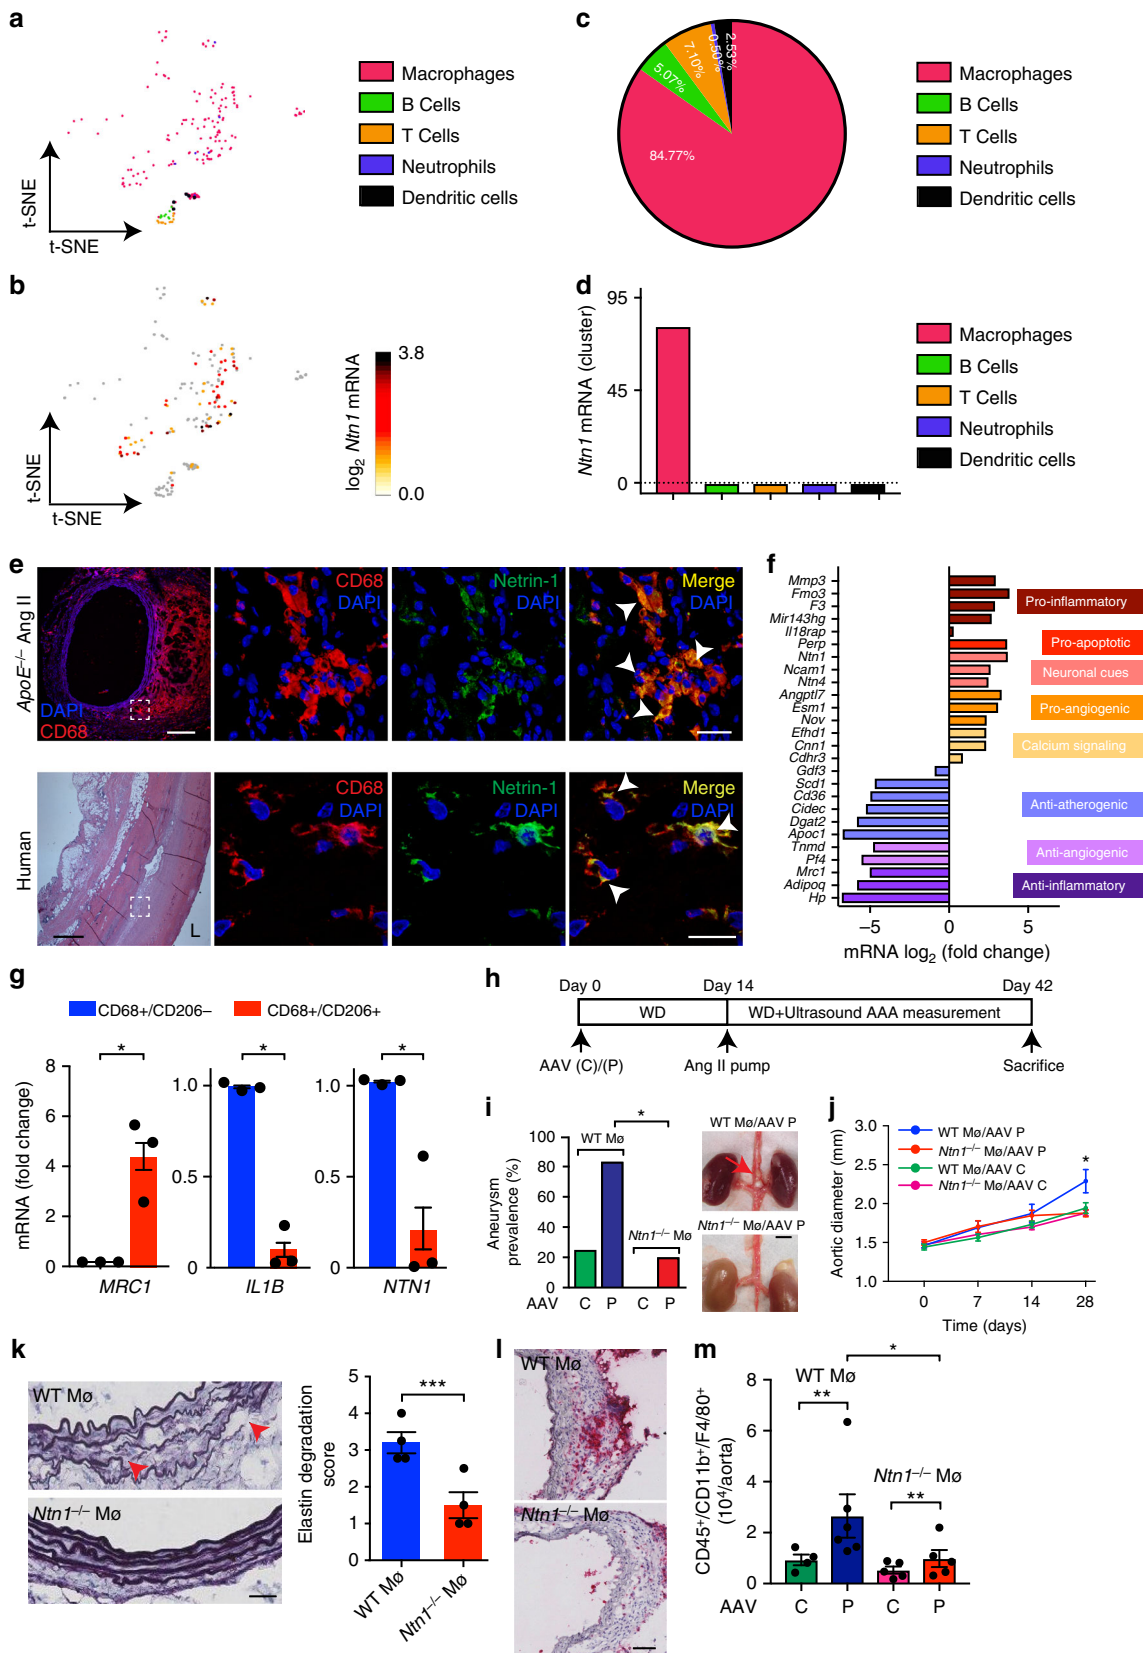 a
Macrophages
B Cells
T Cells
Neutrophils
Dendritic cells
t-SNE
t-SNE
c
84.77%
5.07%
7.10%
0.50%
2.53%
Macrophages
B Cells
T Cells
Neutrophils
Dendritic cells
b
log2 Ntn1 mRNA
3.8
0.0
t-SNE
t-SNE
d
Ntn1 mRNA (cluster)
95
45
0
Macrophages
B Cells
T Cells
Neutrophils
Dendritic cells
e
ApoE–/– Ang II
DAPI
CD68
CD68
DAPI
Netrin-1
DAPI
Merge
DAPI
Human
L
CD68
DAPI
Netrin-1
DAPI
Merge
DAPI
f
Mmp3
Fmo3
F3
Mir143hg
Il18rap
Perp
Ntn1
Ncam1
Ntn4
Angptl7
Esm1
Nov
Efhd1
Cnn1
Cdhr3
Gdf3
Scd1
Cd36
Cidec
Dgat2
Apoc1
Tnmd
Pf4
Mrc1
Adipoq
Hp
Pro-inflammatory
Pro-apoptotic
Neuronal cues
Pro-angiogenic
Calcium signaling
Anti-atherogenic
Anti-angiogenic
Anti-inflammatory
–5 0 5
mRNA log2 (fold change)
g
CD68+/CD206–
CD68+/CD206+
mRNA (fold change)
8
6
4
2
0
*
MRC1
1.0
0.5
0
*
IL1B
1.0
0.5
0
*
NTN1
h
Day 0 Day 14 Day 42
WD
WD+Ultrasound AAA measurement
AAV (C)/(P) Ang II pump Sacrifice
i
Aneurysm
prevalence (%)
100
80
60
40
20
0
WT Mø
*
Ntn1–/– Mø
AAV C P C P
WT Mø/AAV P
Ntn1–/– Mø/AAV P
j
Aortic diameter (mm)
3.0
2.5
2.0
1.5
1.0
WT Mø/AAV P
Ntn1–/– Mø/AAV P
WT Mø/AAV C
Ntn1–/– Mø/AAV C
*
0 7 14 28
Time (days)
k
WT Mø
Ntn1–/– Mø
Elastin degradation
score
5
4
3
2
1
0
***
WT Mø
Ntn1–/– Mø
l
WT Mø
Ntn1–/– Mø
m
CD45+/CD11b+/F4/80+
(10⁴/aorta)
8
6
4
2
0
WT Mø
**
*
Ntn1–/– Mø
**
AAV C P C P